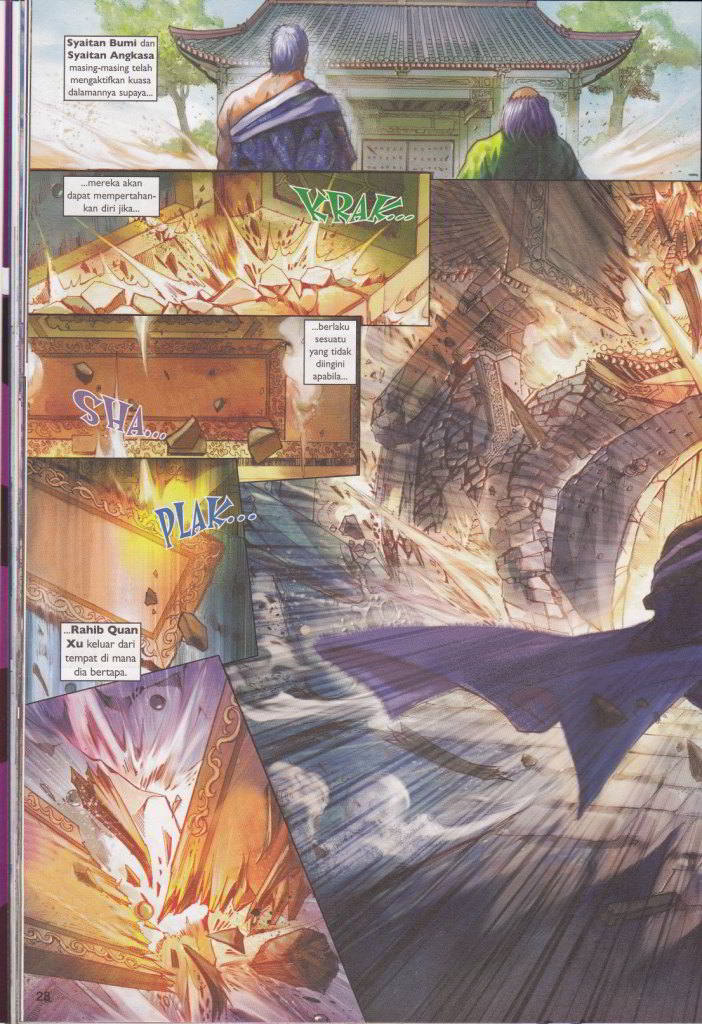 Syaitan Bumi dan
Syaitan Angkasa
masing-masing telah
mengaktifkan kuasa
dalamannya supaya...
...mereka akan
dapat mempertahan-
kan diri jika...
KRAK...
...berlaku
sesuatu
yang tidak
diingini
apabila...
SHA...
PLAK...
...Rahib Quan
Xu keluar dari
tempat di mana
dia bertapa.
28